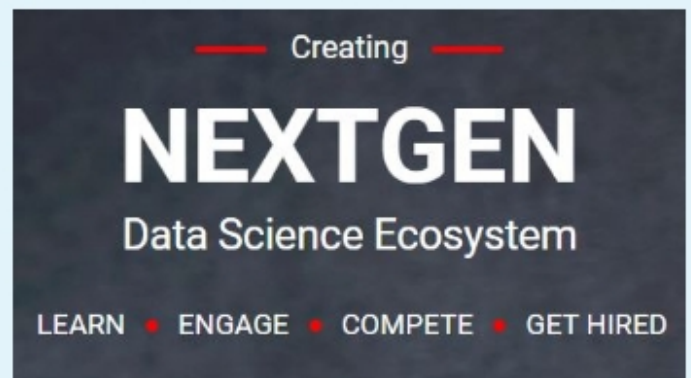 Creating
NEXTGEN
Data Science Ecosystem
LEARN • ENGAGE • COMPETE • GET HIRED